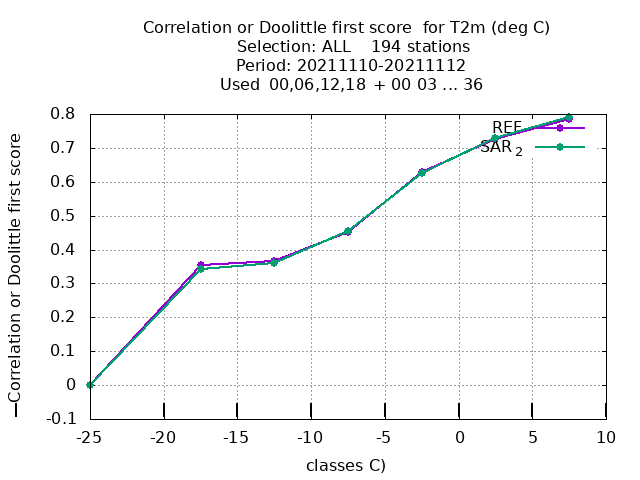 Correlation or Doolittle first score  for T2m (deg C)
Selection: ALL    194 stations
Period: 20211110-20211112
Used  00,06,12,18  + 00 03 ... 36
Correlation or Doolittle first score
0.8
0.7
0.6
0.5
0.4
0.3
0.2
0.1
0
-0.1
REF
SAR 2
-25
-20
-15
-10
-5
0
5
10
classes C)